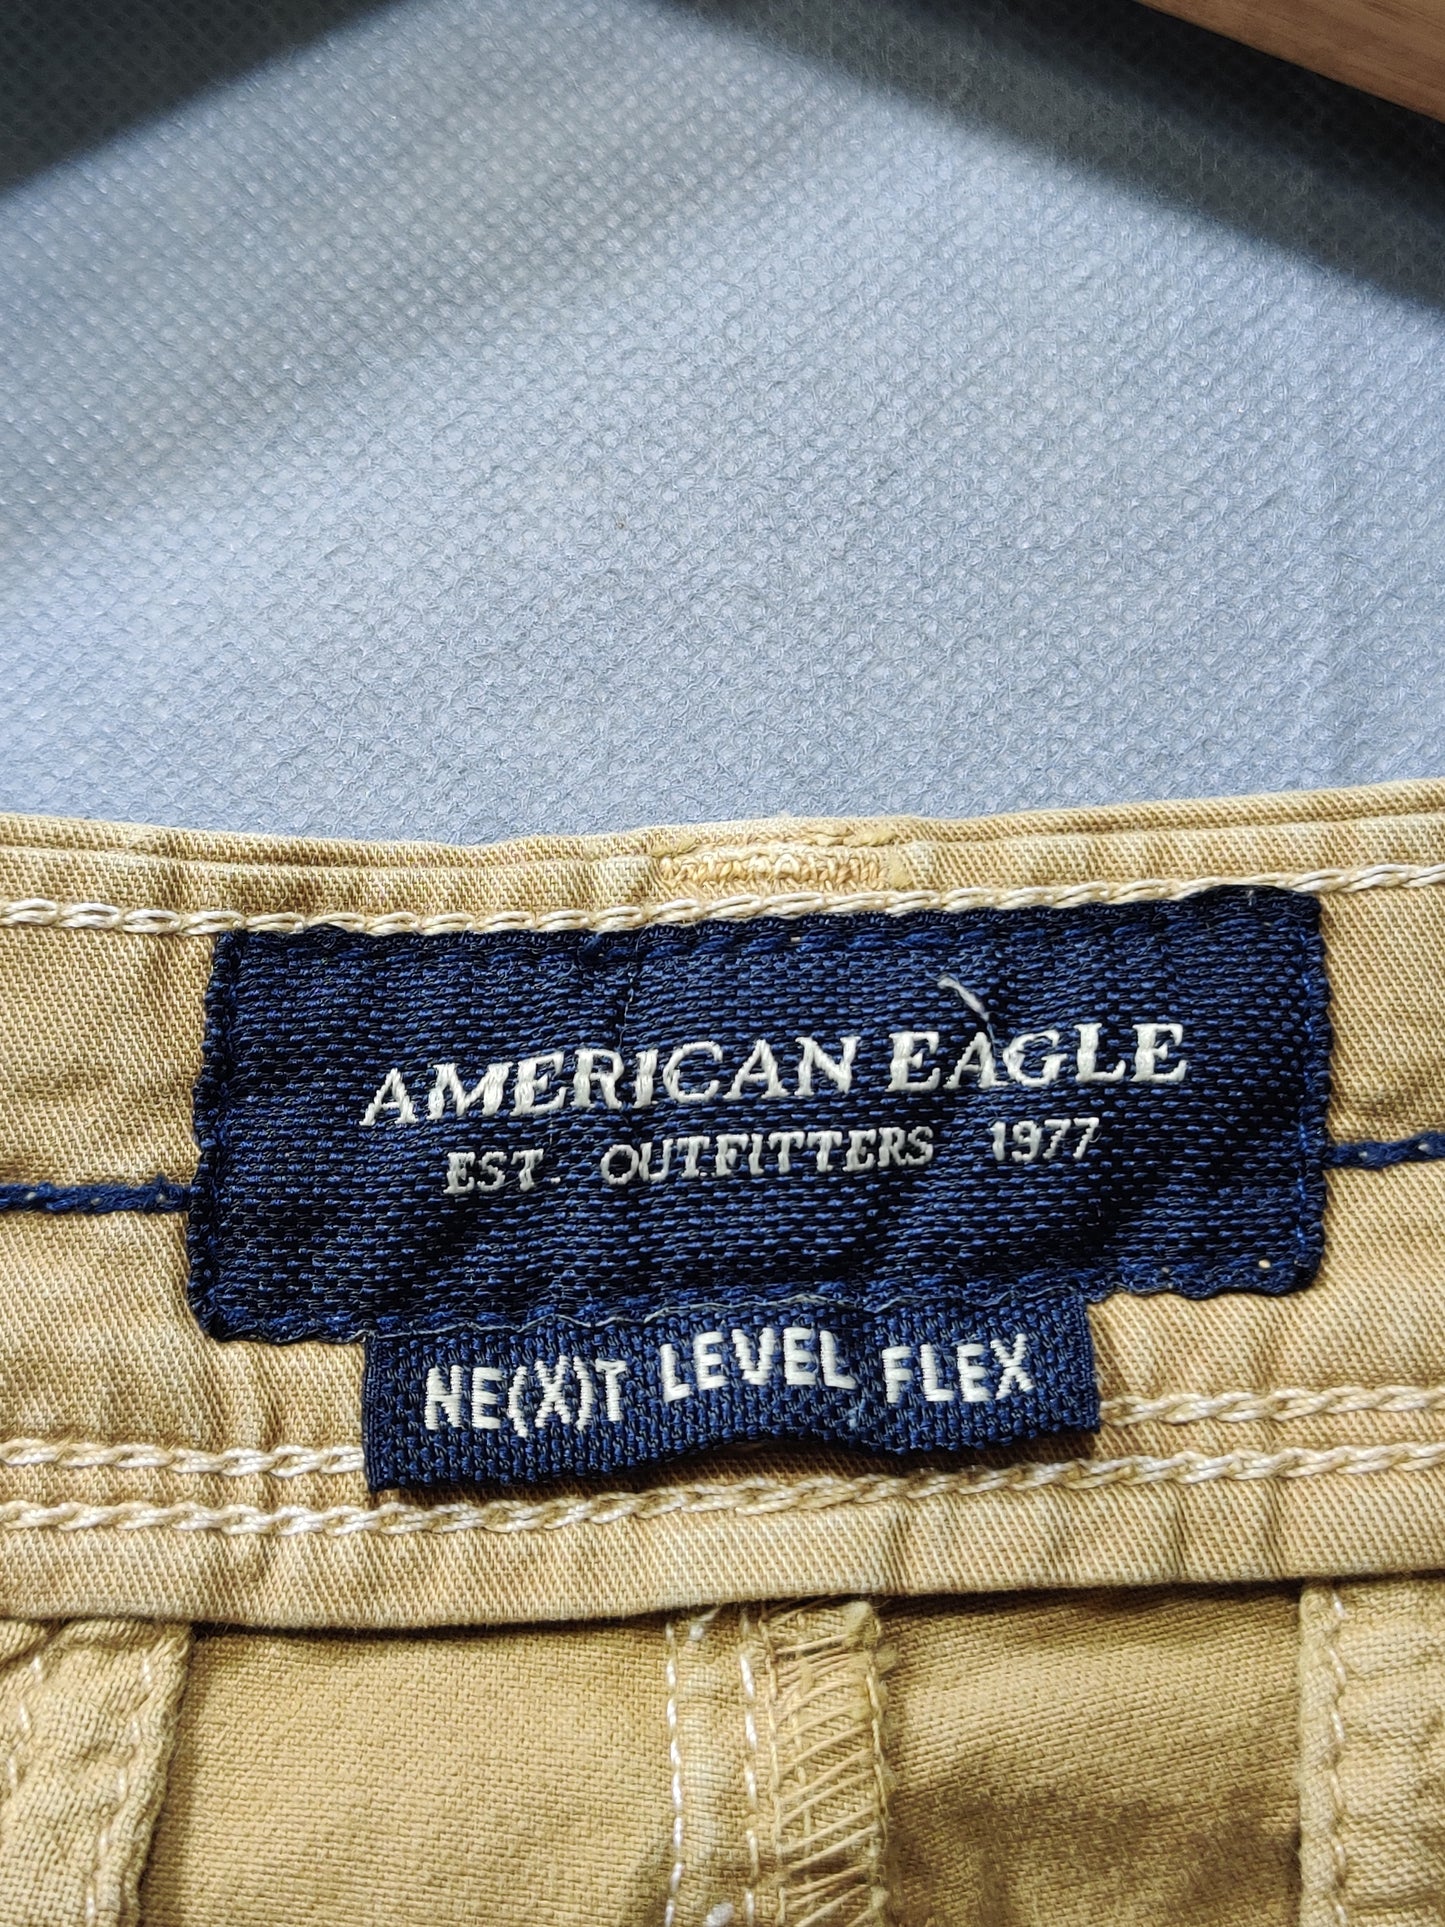 AMERICAN EAGLE
EST. OUTFITTERS 1977
NE(X)T LEVEL FLEX